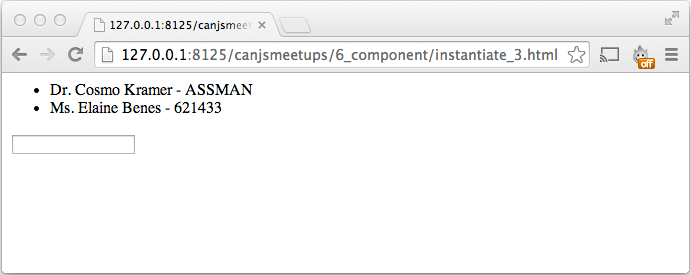 127.0.0.1:8125/canjsmee
127.0.0.1:8125/canjsmeetups/6_component/instantiate_3.html
off
Dr. Cosmo Kramer - ASSMAN
Ms. Elaine Benes - 621433